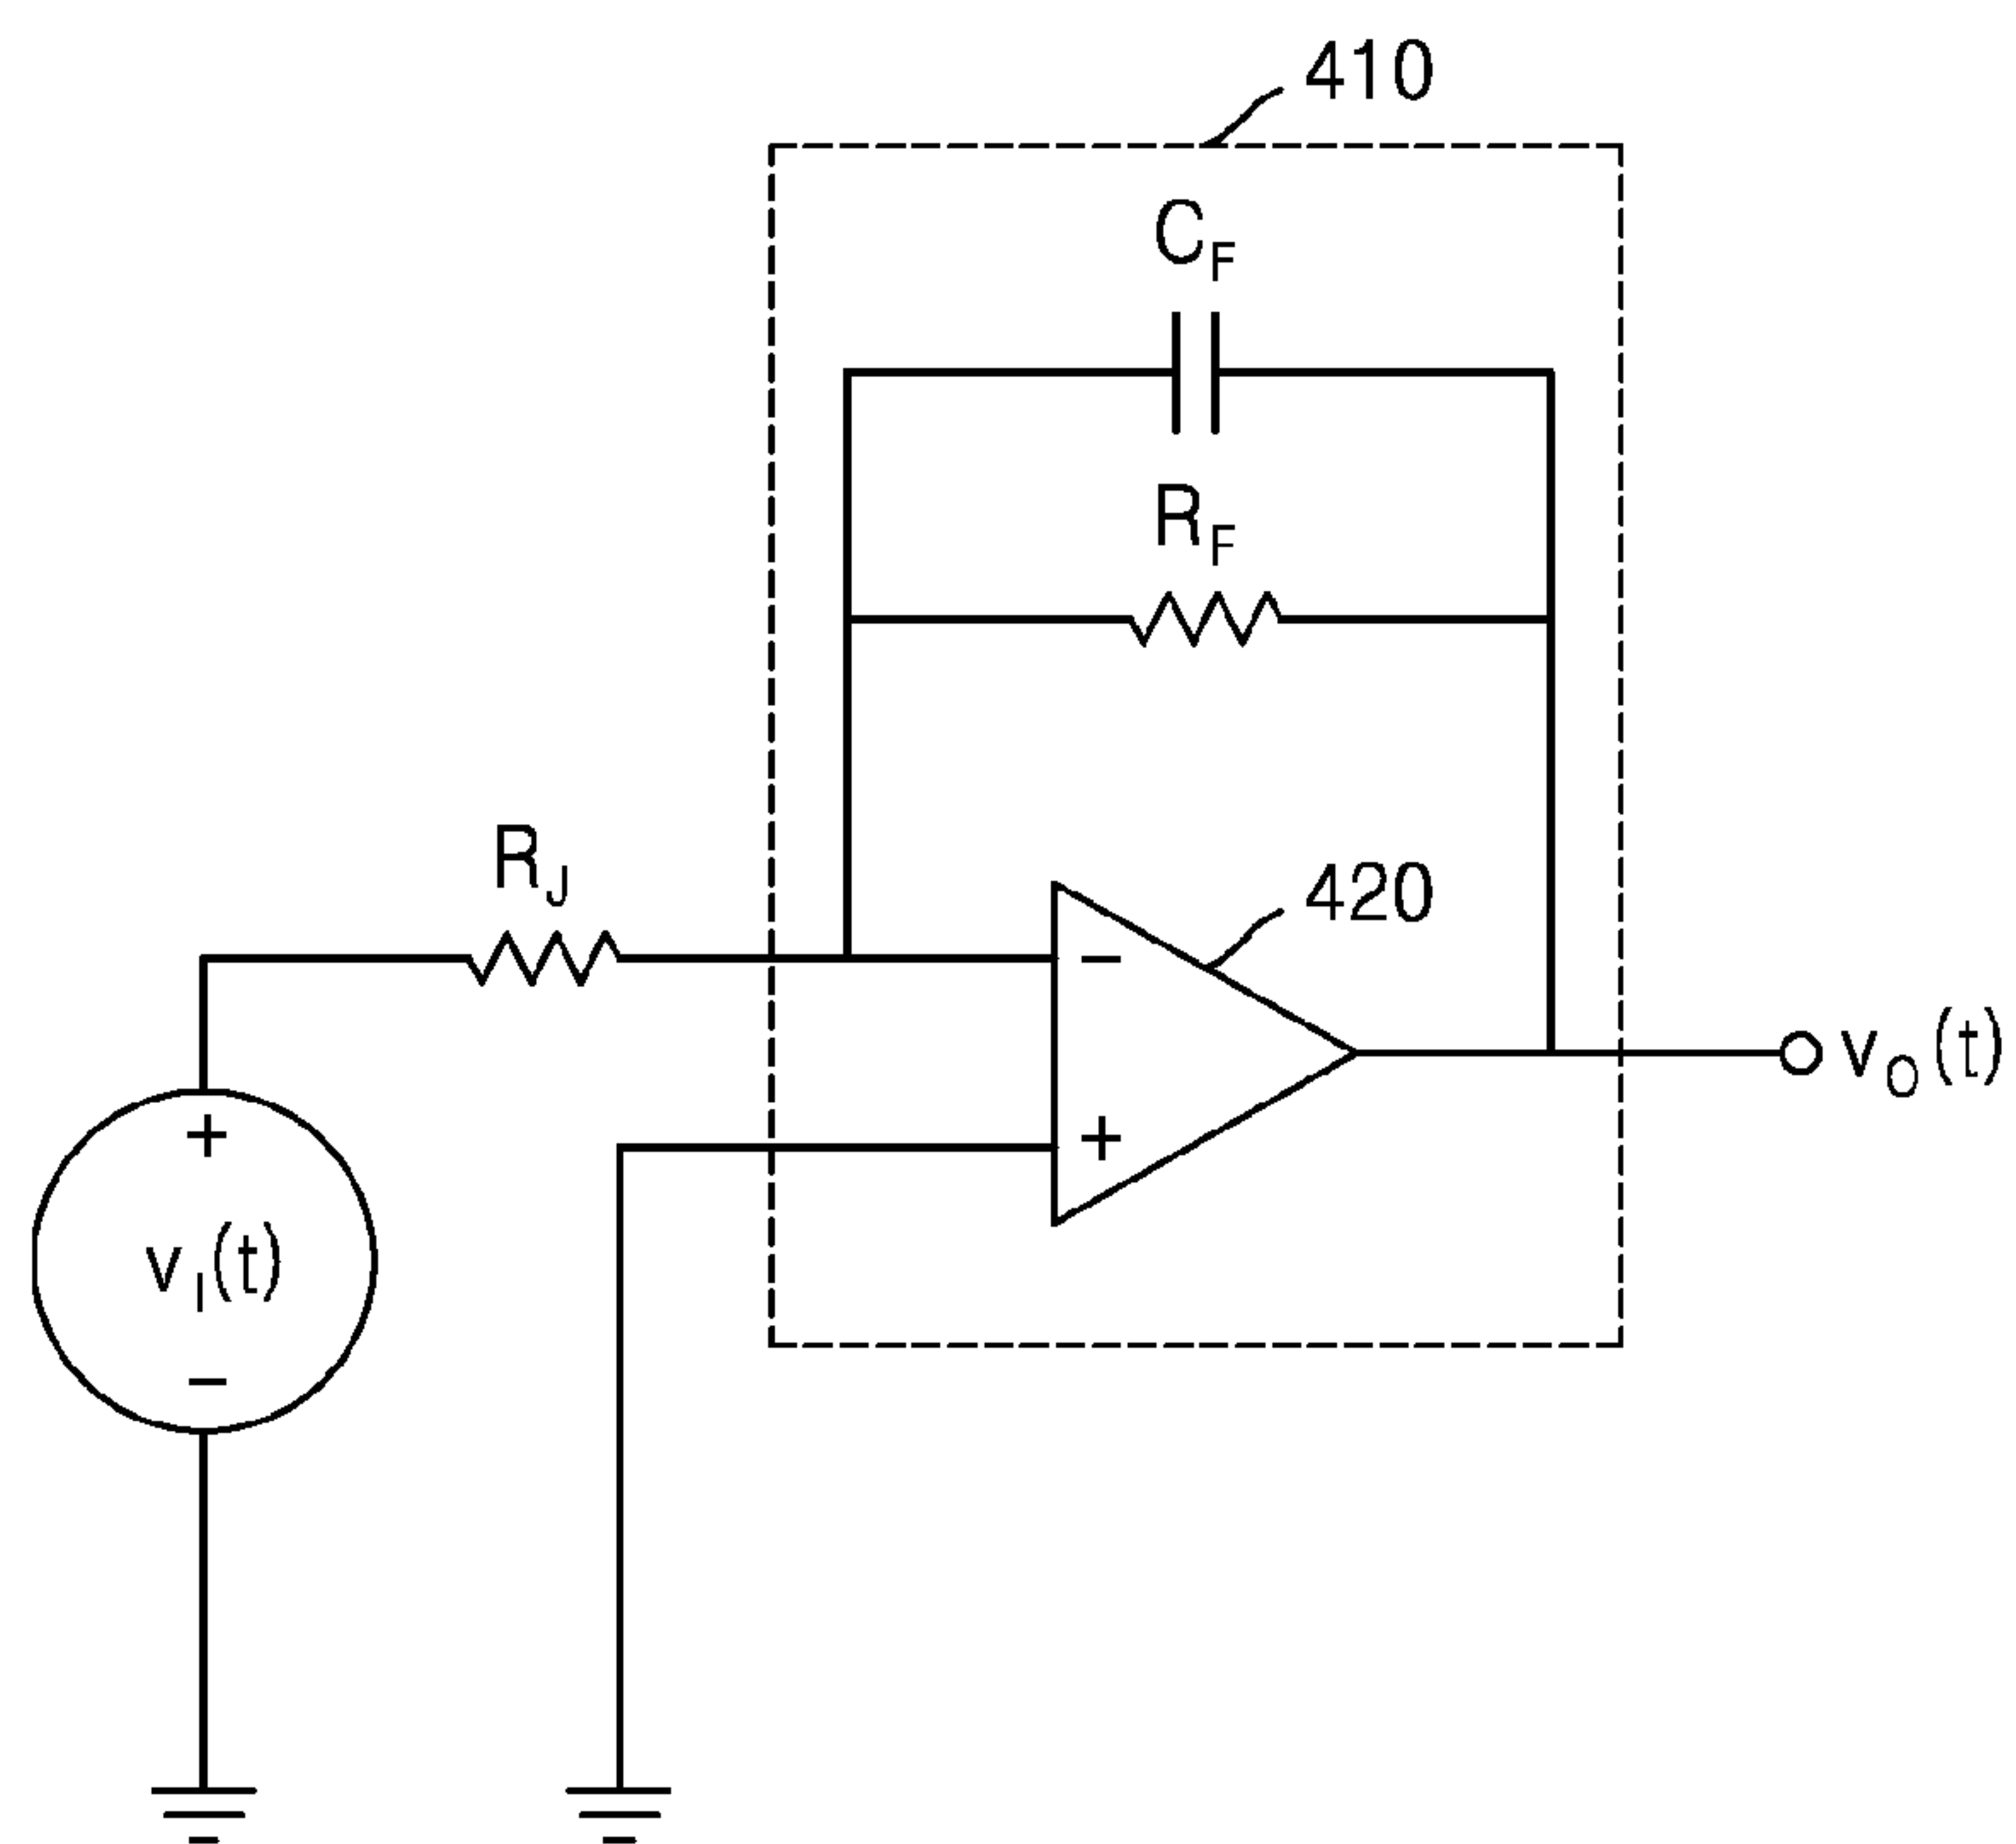 410
C_F
R_F
R_J
420
−
+
v_O(t)
+
v_I(t)
−